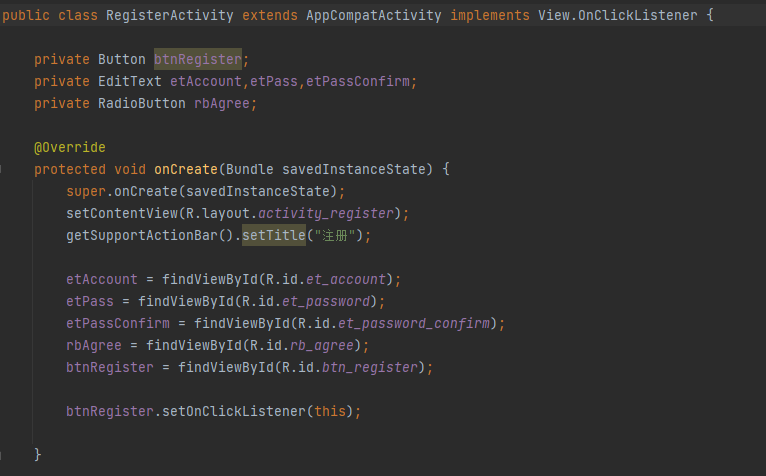 public class RegisterActivity extends AppCompatActivity implements View.OnClickListener {
private Button btnRegister;
private EditText etAccount,etPass,etPassConfirm;
private RadioButton rbAgree;
@Override
protected void onCreate(Bundle savedInstanceState) {
super.onCreate(savedInstanceState);
setContentView(R.layout.activity_register);
getSupportActionBar().setTitle("注册");
etAccount = findViewById(R.id.et_account);
etPass = findViewById(R.id.et_password);
etPassConfirm = findViewById(R.id.et_password_confirm);
rbAgree = findViewById(R.id.rb_agree);
btnRegister = findViewById(R.id.btn_register);
btnRegister.setOnClickListener(this);
}